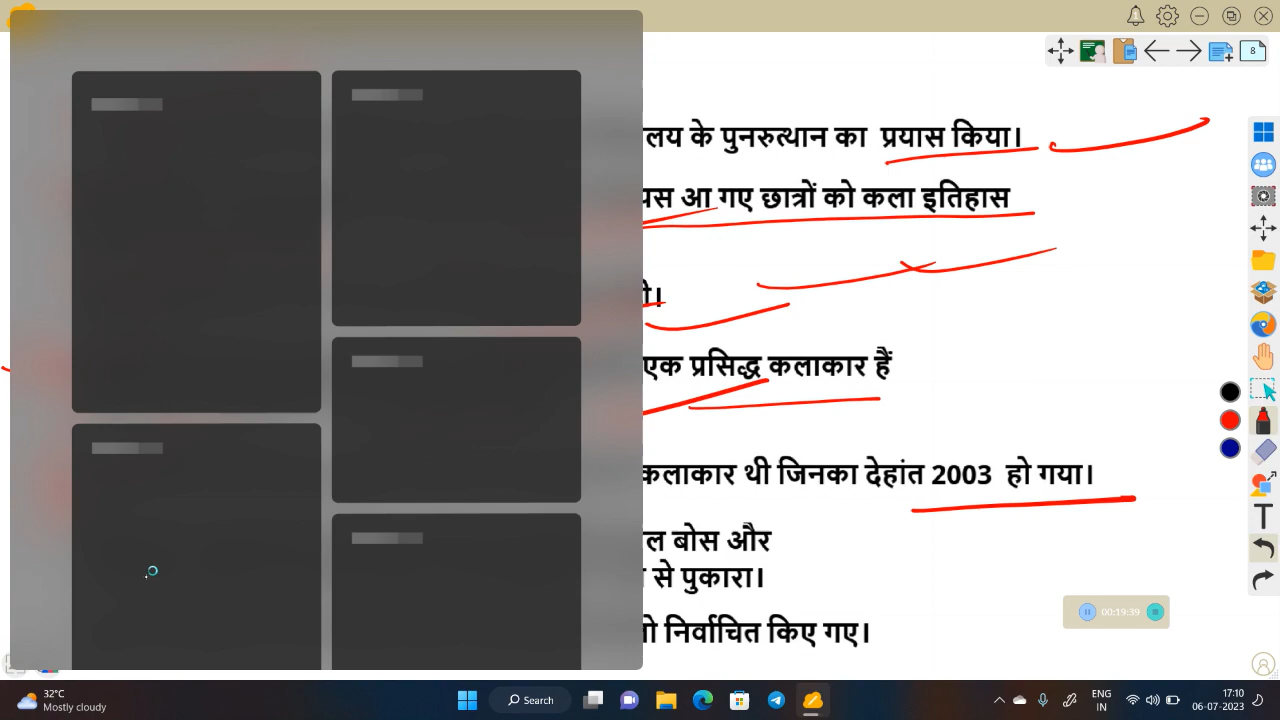 8
लय के पुनरुत्थान का प्रयास किया।
आ गए छात्रों को कला इतिहास
एक प्रसिद्ध कलाकार हैं
कलाकार थी जिनका देहांत 2003 हो गया।
बोस और
से पुकारा।
निर्वाचित किए गए।
00:19:39
32°C
Mostly cloudy
Search
ENG
IN
17:10
06-07-2023